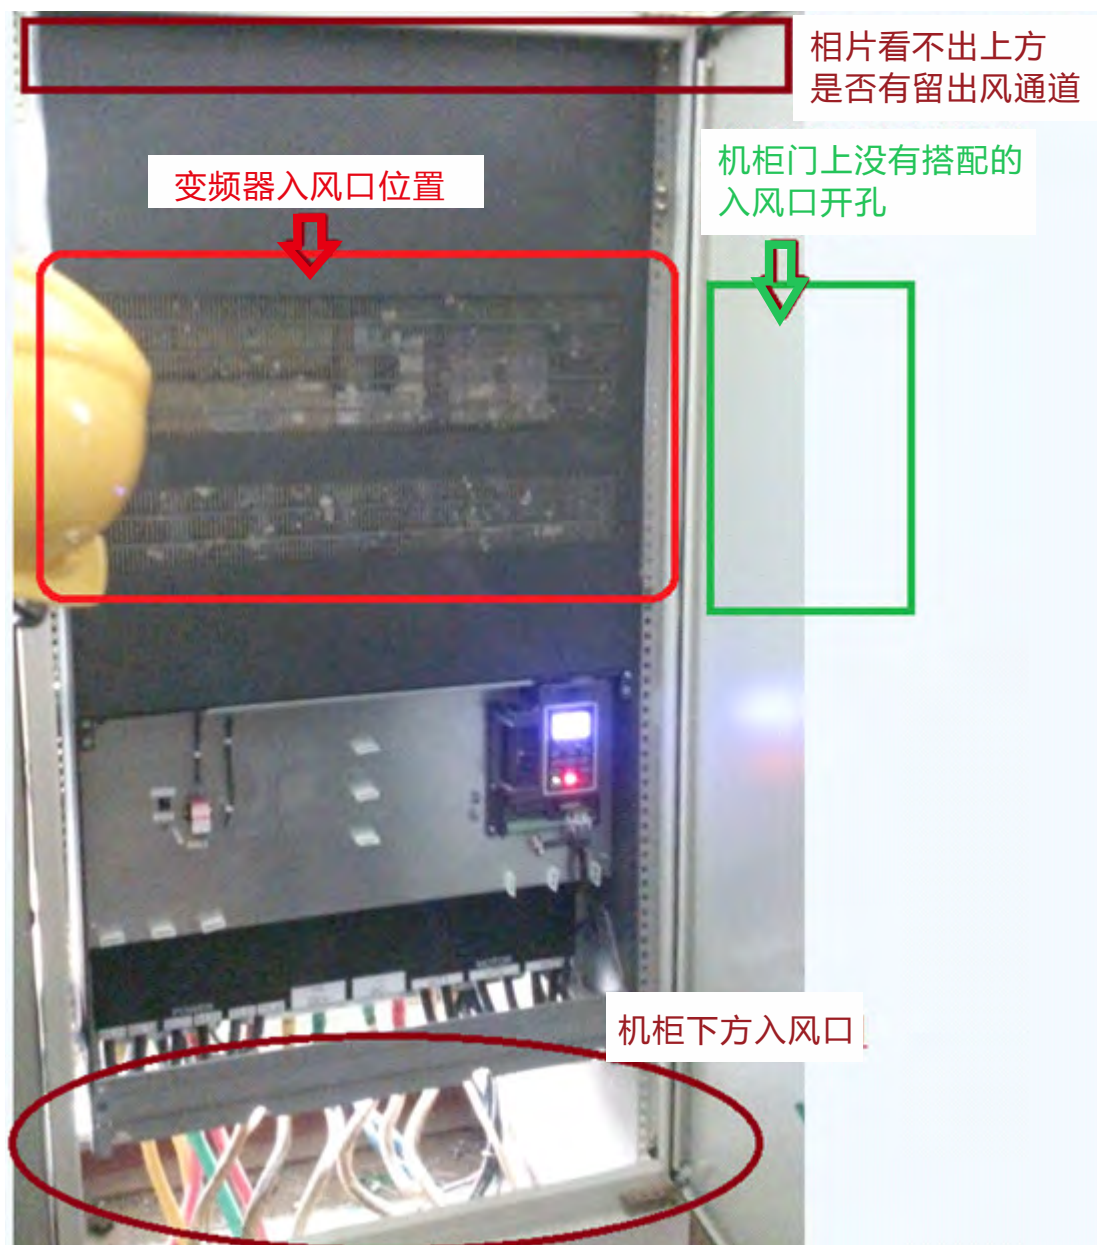 相片看不出上方
是否有留出风通道
机柜门上没有搭配的
入风口开孔
变频器入风口位置
机柜下方入风口